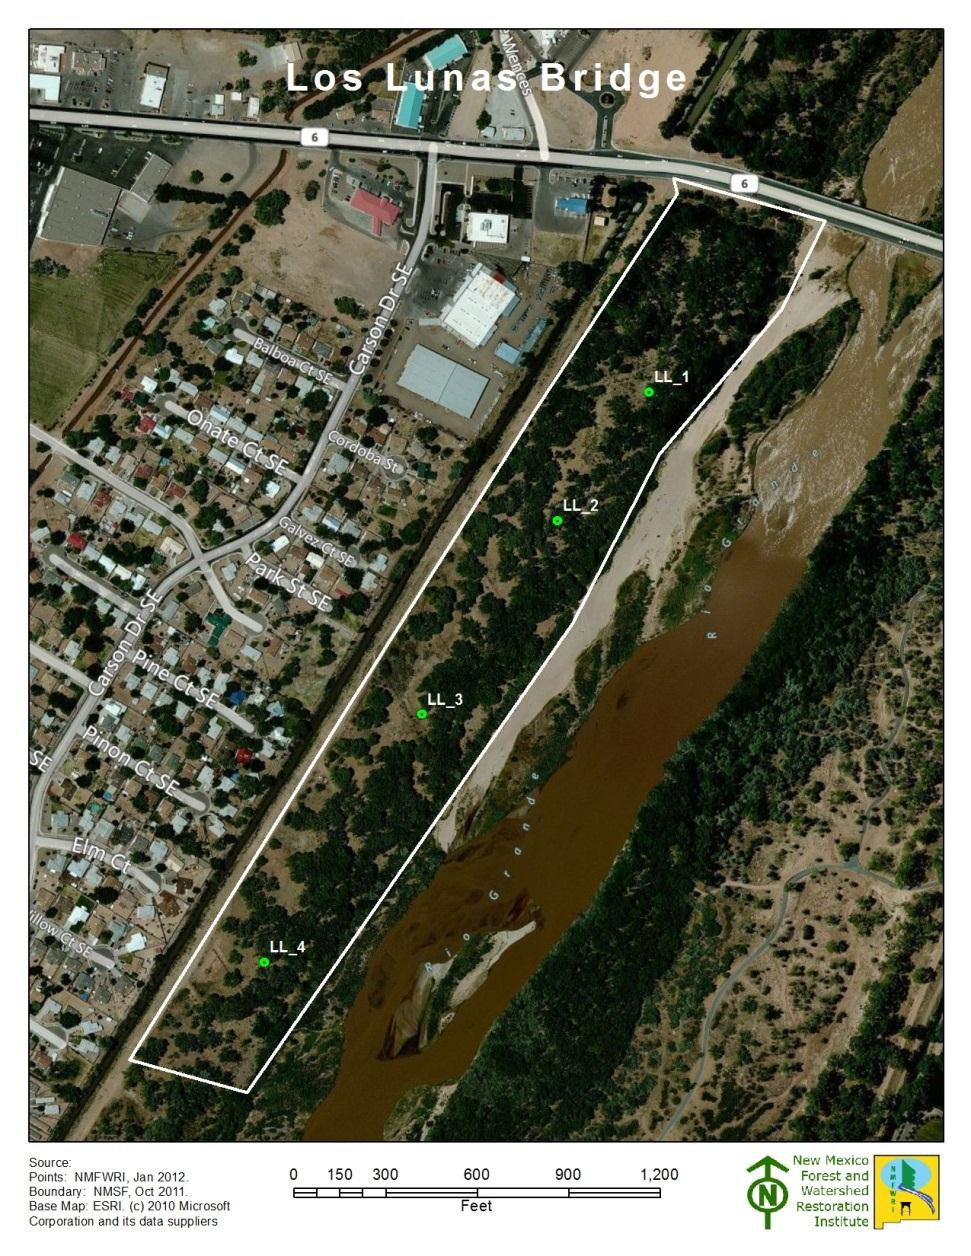 e Wences
Los Lunas Bridge
6
6
Carson Dr SE
Balboa Ct SE
LL_1
Onate Ct SE
Cordoba St
Rio Grande
LL_2
Galvez Ct SE
Park St SE
Carson Dr SE
Pine Ct SE
LL_3
Pinon Ct SE
SE
Rio Grande
Elm Ct
illow Ct SE
LL_4
Source:
Points: NMFWRI, Jan 2012.
Boundary: NMSF, Oct 2011.
Base Map: ESRI. (c) 2010 Microsoft
Corporation and its data suppliers
0 150 300 600 900 1,200
Feet
N
New Mexico
Forest and
Watershed
Restoration
Institute
NMFWRI